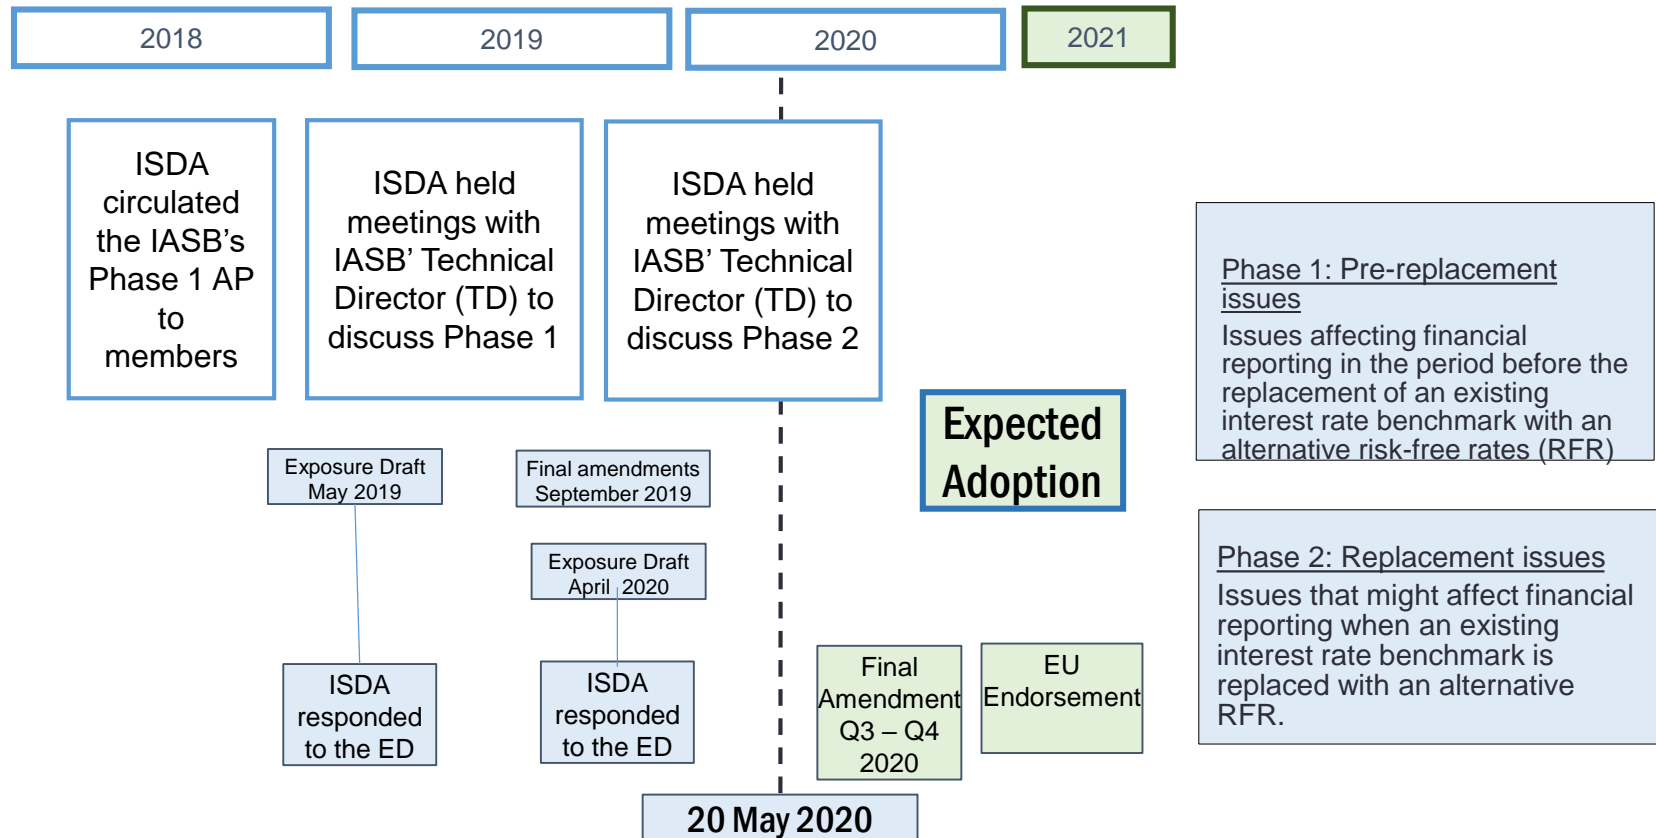 2018
2019
2020
2021
ISDA
circulated
the IASB’s
Phase 1 AP
to
members
ISDA held
meetings with
IASB’ Technical
Director (TD) to
discuss Phase 1
ISDA held
meetings with
IASB’ Technical
Director (TD) to
discuss Phase 2
Expected
Adoption
Exposure Draft
May 2019
Final amendments
September 2019
Exposure Draft
April 2020
ISDA
responded
to the ED
ISDA
responded
to the ED
Final
Amendment
Q3 – Q4
2020
EU
Endorsement
20 May 2020
Phase 1: Pre-replacement
issues
Issues affecting financial
reporting in the period before the
replacement of an existing
interest rate benchmark with an
alternative risk-free rates (RFR)
Phase 2: Replacement issues
Issues that might affect financial
reporting when an existing
interest rate benchmark is
replaced with an alternative
RFR.